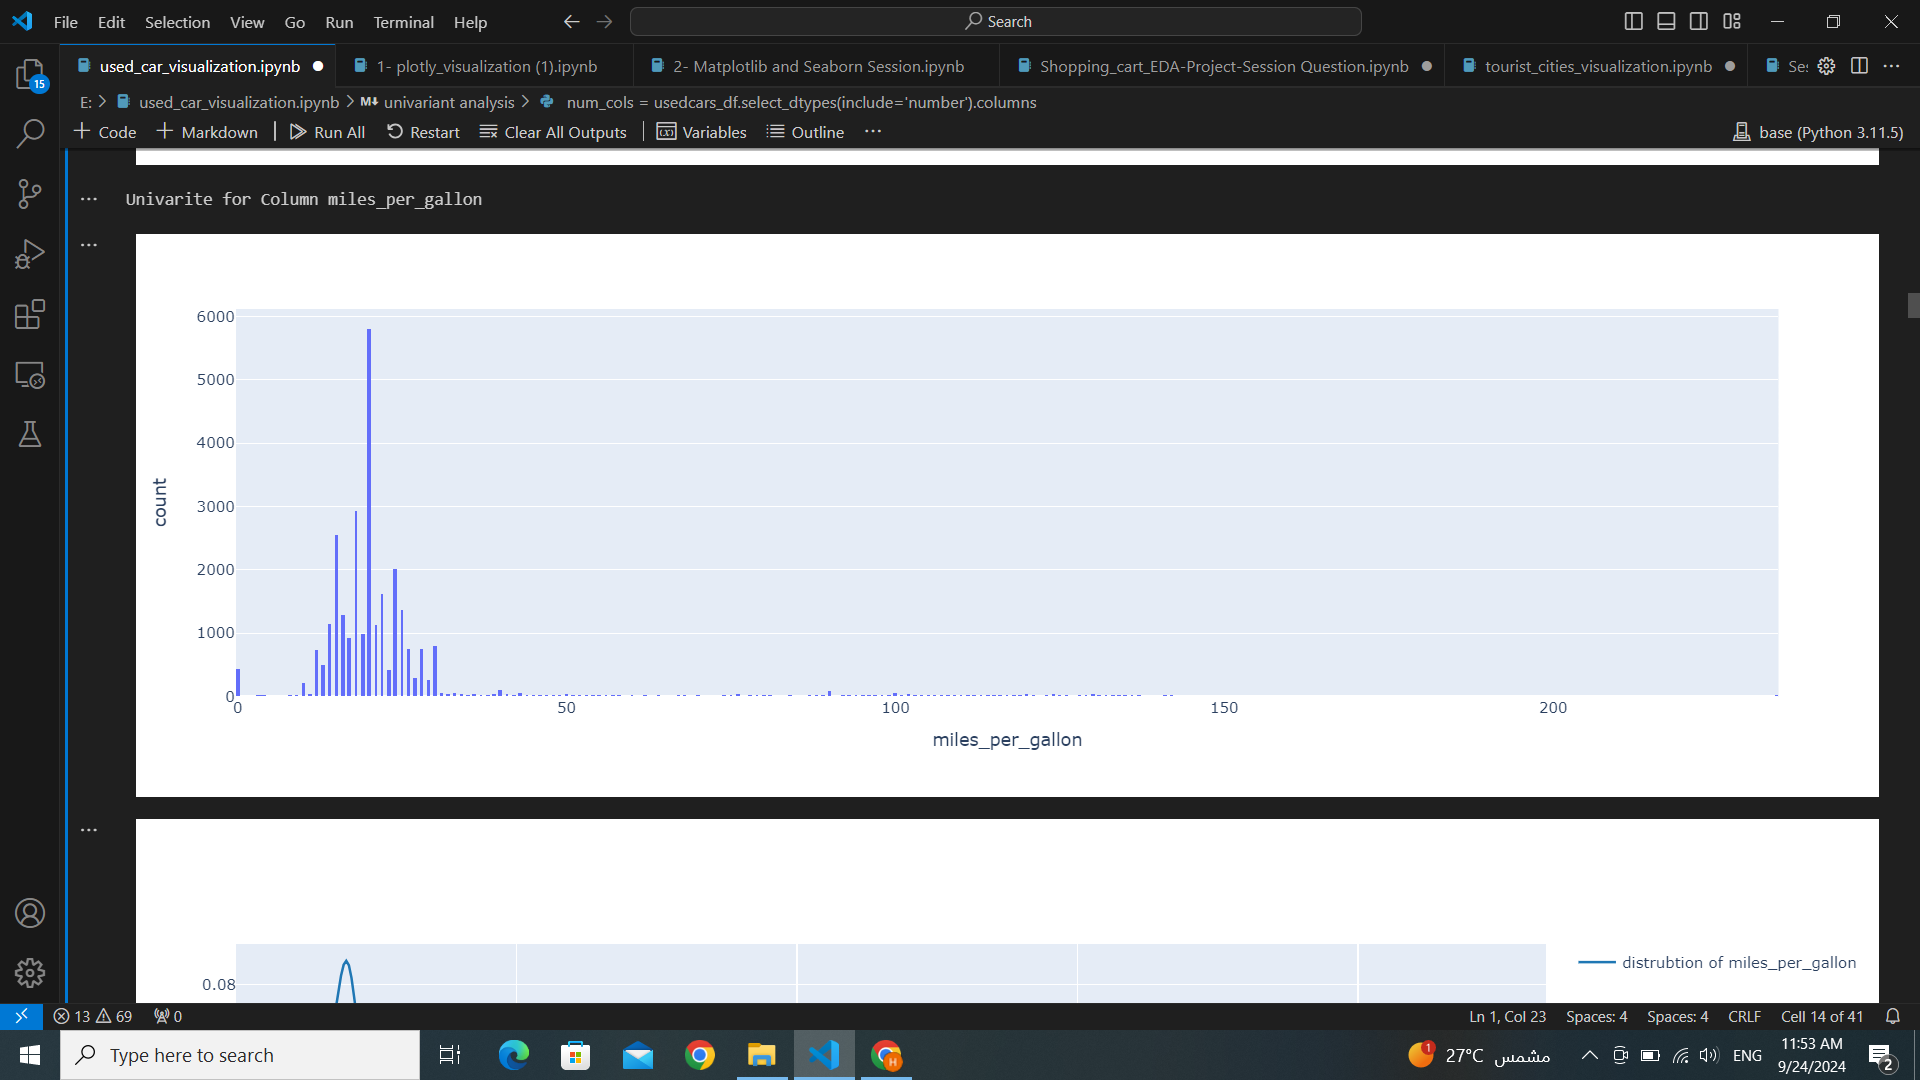 File Edit Selection View Go Run Terminal Help Search
used_car_visualization.ipynb 1- plotly_visualization (1).ipynb 2- Matplotlib and Seaborn Session.ipynb Shopping_cart_EDA-Project-Session Question.ipynb tourist_cities_visualization.ipynb Se
15
E: > used_car_visualization.ipynb > M↓ univariant analysis > num_cols = usedcars_df.select_dtypes(include='number').columns
+ Code + Markdown | Run All Restart Clear All Outputs | Variables Outline ... base (Python 3.11.5)
... Univarite for Column miles_per_gallon
...
6000
5000
4000
3000
2000
1000
0
count
0 50 100 150 200
miles_per_gallon
...
distrubtion of miles_per_gallon
0.08
13 69 0 Ln 1, Col 23 Spaces: 4 Spaces: 4 CRLF Cell 14 of 41
Type here to search 1 27°C مشمس ENG 11:53 AM
9/24/2024 2